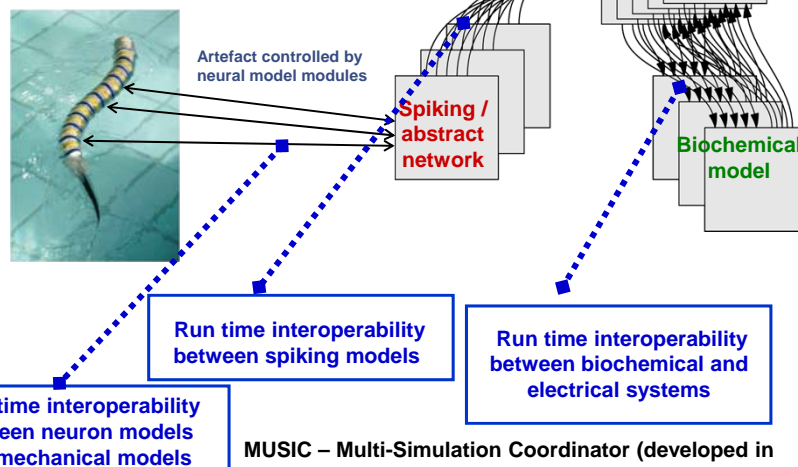 Artefact controlled by
neural model modules
Spiking /
abstract
network
Biochemical
model
Run time interoperability
between spiking models
Run time interoperability
between biochemical and
electrical systems
time interoperability
neuron models
mechanical models
MUSIC – Multi-Simulation Coordinator (developed in